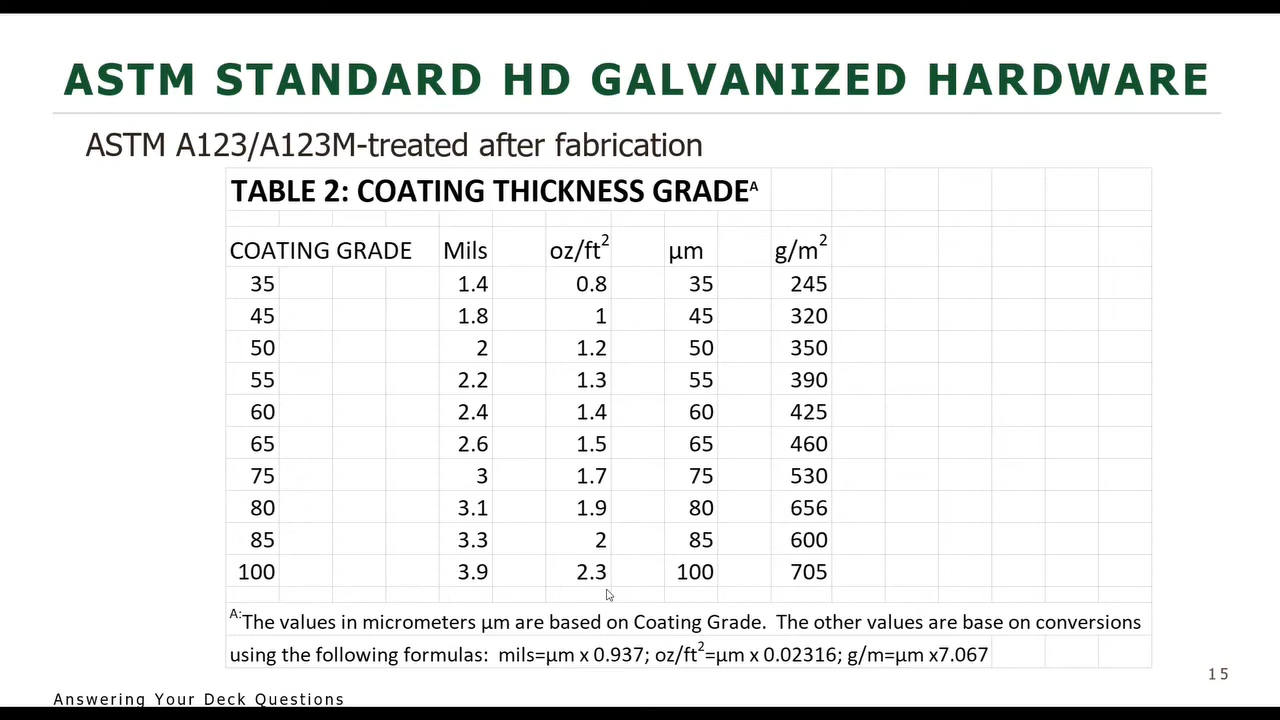 ASTM STANDARD HD GALVANIZED HARDWARE
ASTM A123/A123M-treated after fabrication
TABLE 2: COATING THICKNESS GRADEᴬ
COATING GRADE Mils oz/ft² µm g/m²
35 1.4 0.8 35 245
45 1.8 1 45 320
50 2 1.2 50 350
55 2.2 1.3 55 390
60 2.4 1.4 60 425
65 2.6 1.5 65 460
75 3 1.7 75 530
80 3.1 1.9 80 656
85 3.3 2 85 600
100 3.9 2.3 100 705
A:The values in micrometers µm are based on Coating Grade. The other values are base on conversions
using the following formulas: mils=µm x 0.937; oz/ft²=µm x 0.02316; g/m=µm x7.067
15
Answering Your Deck Questions